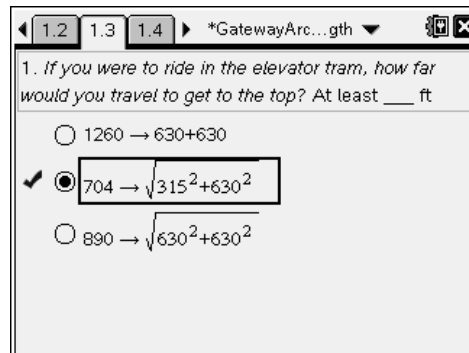 1.2 1.3 1.4 *GatewayArc...gth
1. If you were to ride in the elevator tram, how far
would you travel to get to the top? At least ___ ft
1260 → 630+630
704 → √315²+630²
890 → √630²+630²